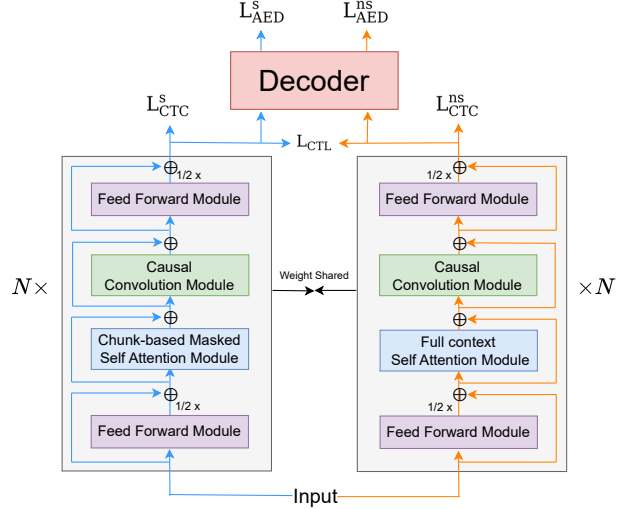 L^s_AED L^ns_AED
Decoder
L^s_CTC L^ns_CTC
L_CTL
1/2 x
Feed Forward Module
Causal
Convolution Module
N×
Chunk-based Masked
Self Attention Module
1/2 x
Feed Forward Module
Weight Shared
1/2 x
Feed Forward Module
Causal
Convolution Module
×N
Full context
Self Attention Module
1/2 x
Feed Forward Module
Input